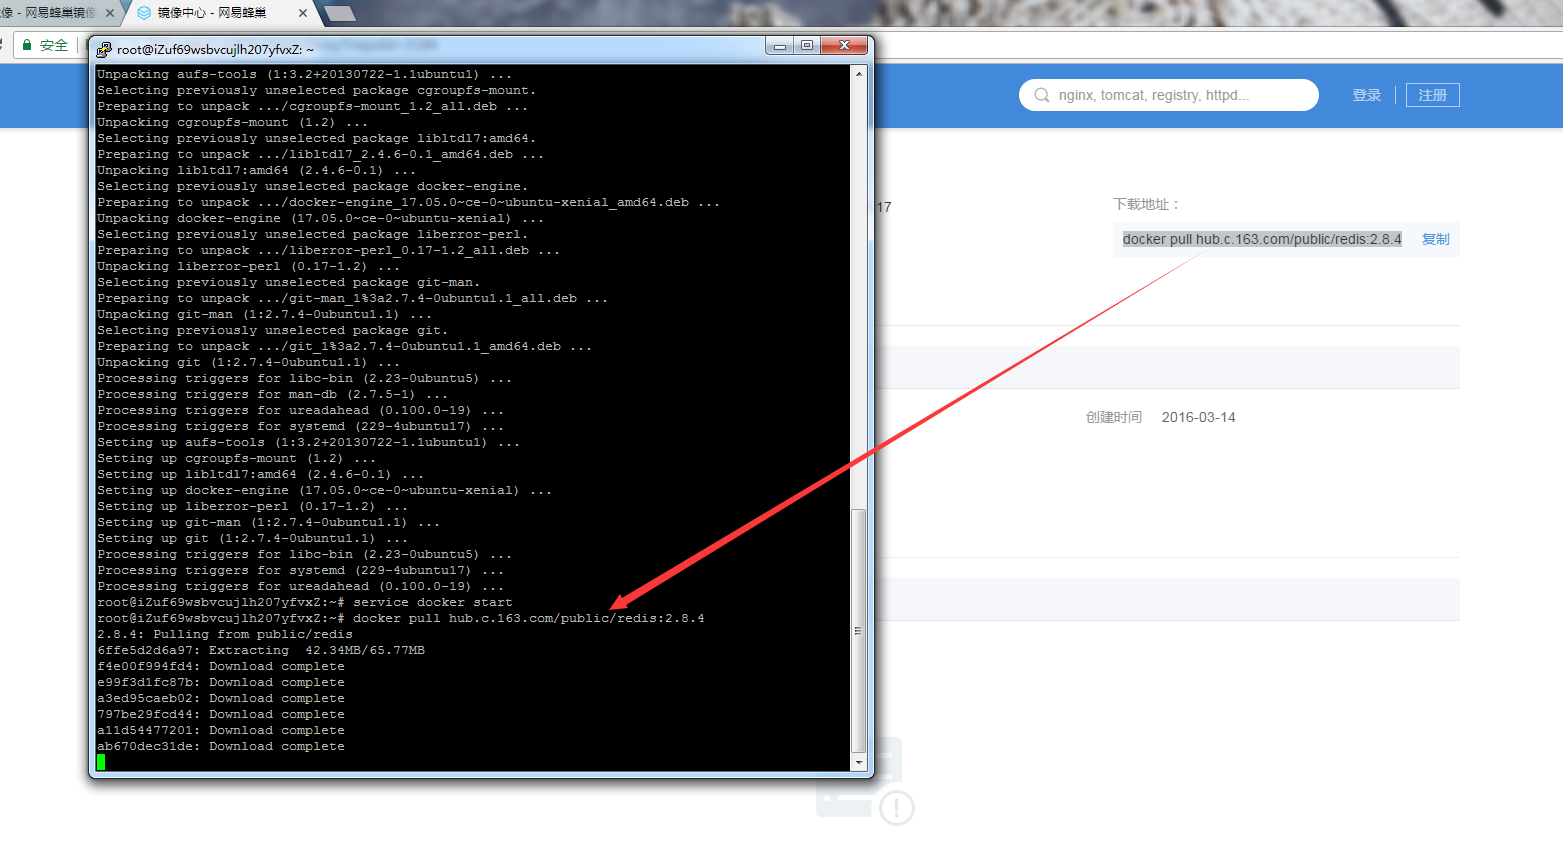 像 - 网易蜂巢镜像
镜像中心 - 网易蜂巢
安全
root@iZuf69wsbvcujlh207yfvxZ: ~
nginx, tomcat, registry, httpd...
登录
注册
Unpacking aufs-tools (1:3.2+20130722-1.1ubuntu1) ...
Selecting previously unselected package cgroupfs-mount.
Preparing to unpack .../cgroupfs-mount_1.2_all.deb ...
Unpacking cgroupfs-mount (1.2) ...
Selecting previously unselected package libltdl7:amd64.
Preparing to unpack .../libltdl7_2.4.6-0.1_amd64.deb ...
Unpacking libltdl7:amd64 (2.4.6-0.1) ...
Selecting previously unselected package docker-engine.
Preparing to unpack .../docker-engine_17.05.0~ce-0~ubuntu-xenial_amd64.deb ...
Unpacking docker-engine (17.05.0~ce-0~ubuntu-xenial) ...
Selecting previously unselected package liberror-perl.
Preparing to unpack .../liberror-perl_0.17-1.2_all.deb ...
Unpacking liberror-perl (0.17-1.2) ...
Selecting previously unselected package git-man.
Preparing to unpack .../git-man_1%3a2.7.4-0ubuntu1.1_all.deb ...
Unpacking git-man (1:2.7.4-0ubuntu1.1) ...
Selecting previously unselected package git.
Preparing to unpack .../git_1%3a2.7.4-0ubuntu1.1_amd64.deb ...
Unpacking git (1:2.7.4-0ubuntu1.1) ...
Processing triggers for libc-bin (2.23-0ubuntu5) ...
Processing triggers for man-db (2.7.5-1) ...
Processing triggers for ureadahead (0.100.0-19) ...
Processing triggers for systemd (229-4ubuntu17) ...
Setting up aufs-tools (1:3.2+20130722-1.1ubuntu1) ...
Setting up cgroupfs-mount (1.2) ...
Setting up libltdl7:amd64 (2.4.6-0.1) ...
Setting up docker-engine (17.05.0~ce-0~ubuntu-xenial) ...
Setting up liberror-perl (0.17-1.2) ...
Setting up git-man (1:2.7.4-0ubuntu1.1) ...
Setting up git (1:2.7.4-0ubuntu1.1) ...
Processing triggers for libc-bin (2.23-0ubuntu5) ...
Processing triggers for systemd (229-4ubuntu17) ...
Processing triggers for ureadahead (0.100.0-19) ...
root@iZuf69wsbvcujlh207yfvxZ:~# service docker start
root@iZuf69wsbvcujlh207yfvxZ:~# docker pull hub.c.163.com/public/redis:2.8.4
2.8.4: Pulling from public/redis
6ffe5d2d6a97: Extracting  42.34MB/65.77MB
f4e00f994fd4: Download complete
e99f3d1fc87b: Download complete
a3ed95caeb02: Download complete
797be29fcd44: Download complete
a11d54477201: Download complete
ab670dec31de: Download complete
17
下载地址：
docker pull hub.c.163.com/public/redis:2.8.4
复制
创建时间 2016-03-14